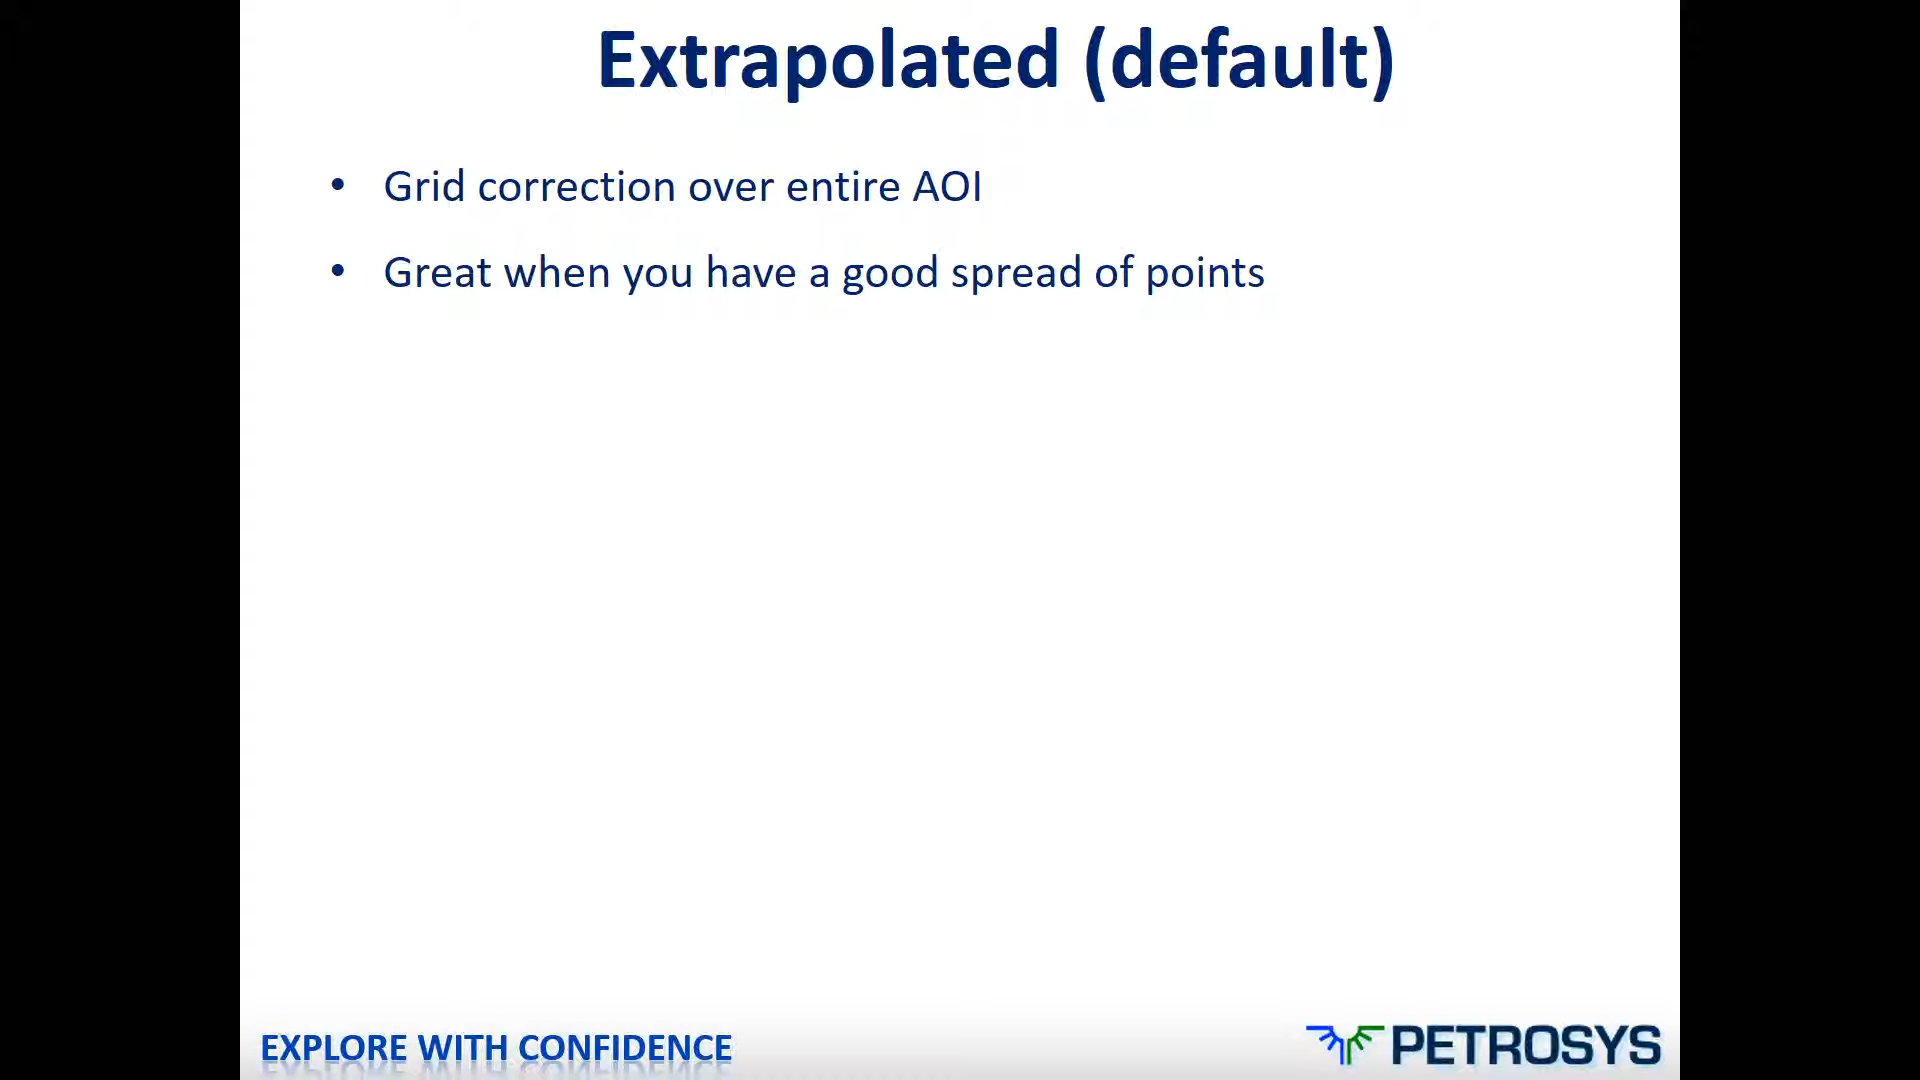 Extrapolated (default)
• Grid correction over entire AOI
• Great when you have a good spread of points
EXPLORE WITH CONFIDENCE
PETROSYS